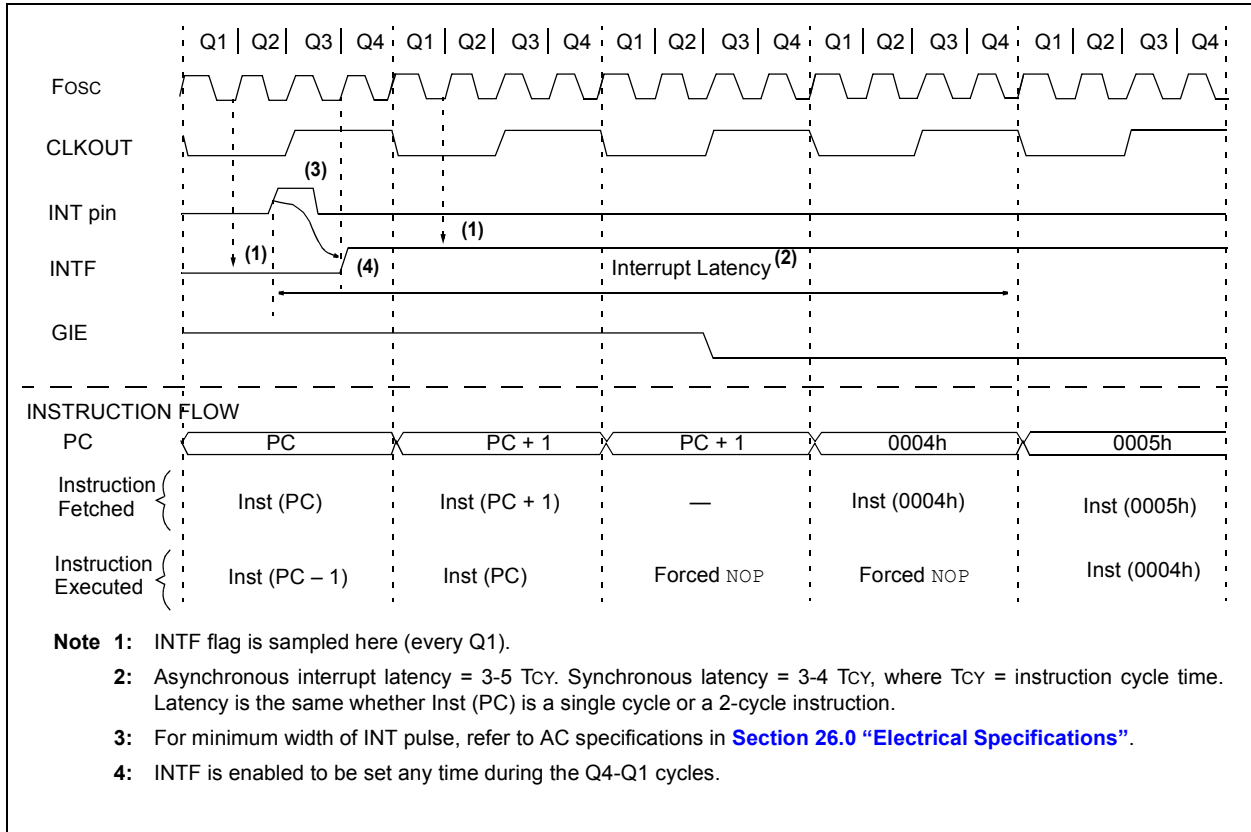 Q1 Q2 Q3 Q4 Q1 Q2 Q3 Q4 Q1 Q2 Q3 Q4 Q1 Q2 Q3 Q4 Q1 Q2 Q3 Q4
FOSC
CLKOUT
(3)
INT pin
(1) (1)
INTF (4) Interrupt Latency (2)
GIE
INSTRUCTION FLOW
PC PC PC + 1 PC + 1 0004h 0005h
Instruction Fetched Inst (PC) Inst (PC + 1) — Inst (0004h) Inst (0005h)
Instruction Executed Inst (PC – 1) Inst (PC) Forced NOP Forced NOP Inst (0004h)
Note 1: INTF flag is sampled here (every Q1).
2: Asynchronous interrupt latency = 3-5 TCY. Synchronous latency = 3-4 TCY, where TCY = instruction cycle time.
Latency is the same whether Inst (PC) is a single cycle or a 2-cycle instruction.
3: For minimum width of INT pulse, refer to AC specifications in Section 26.0 “Electrical Specifications”.
4: INTF is enabled to be set any time during the Q4-Q1 cycles.